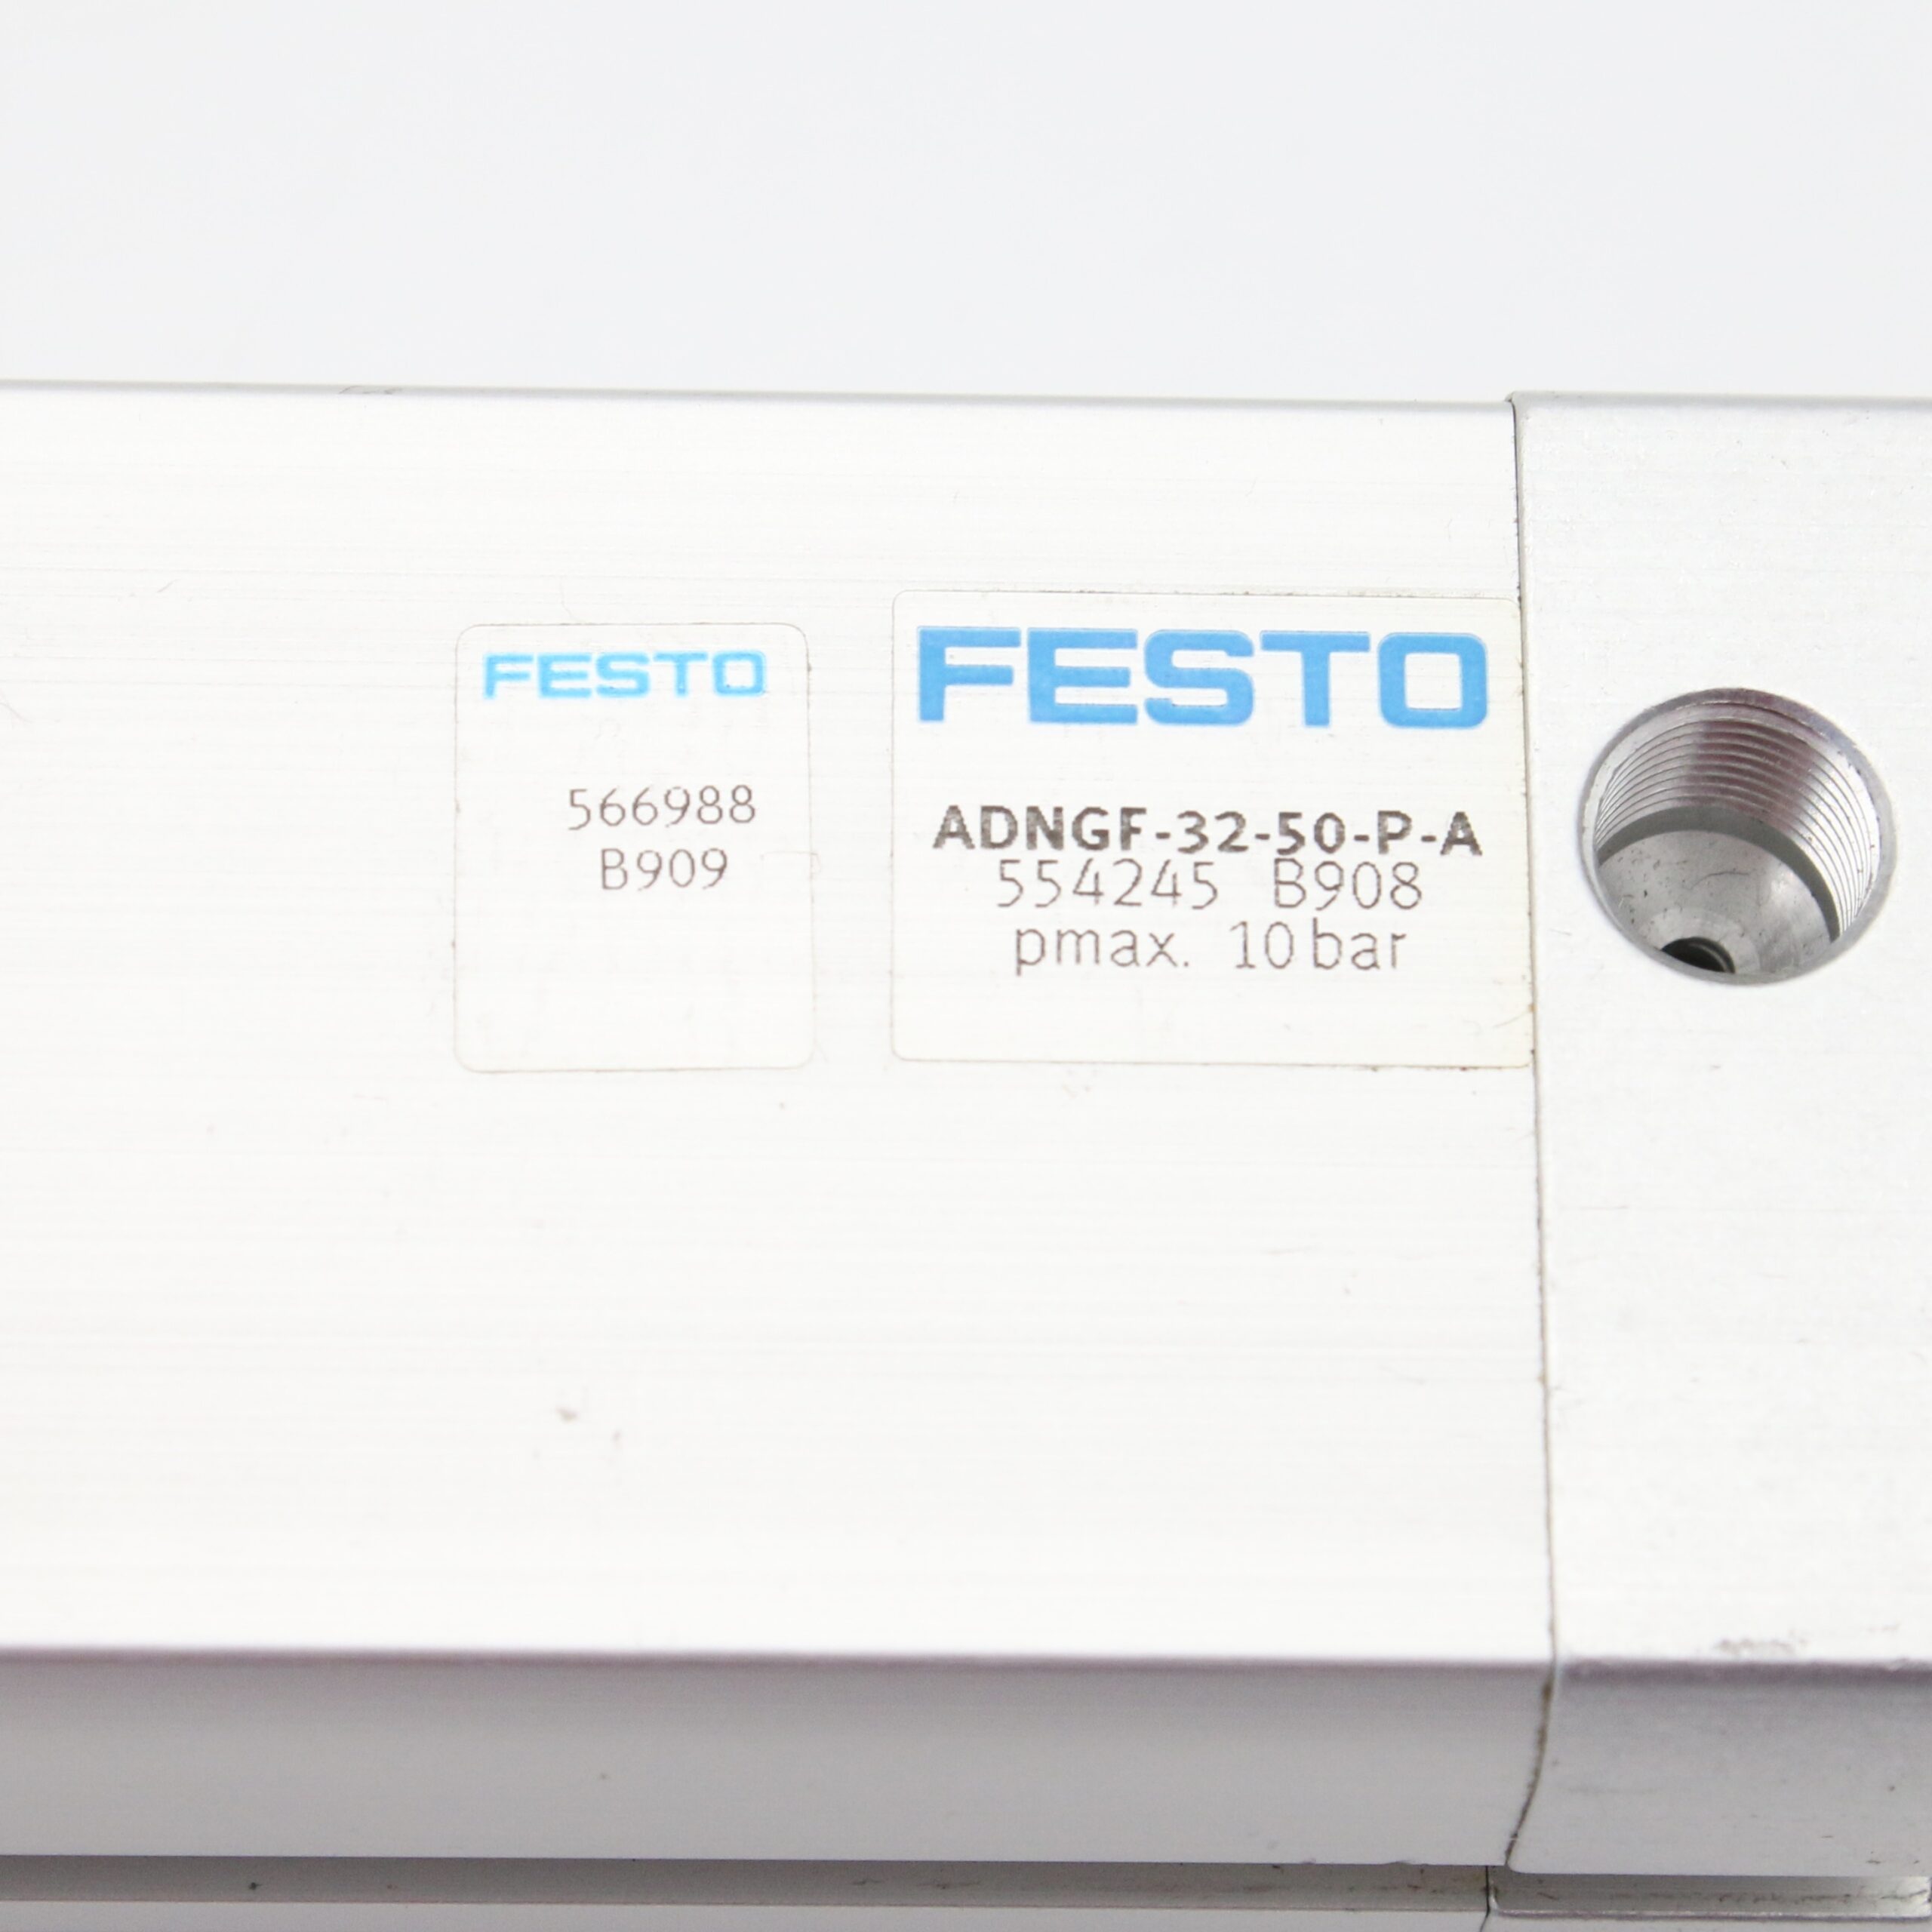 FESTO
566988
B909
FESTO
ADNGF-32-50-P-A
554245 B908
pmax. 10 bar